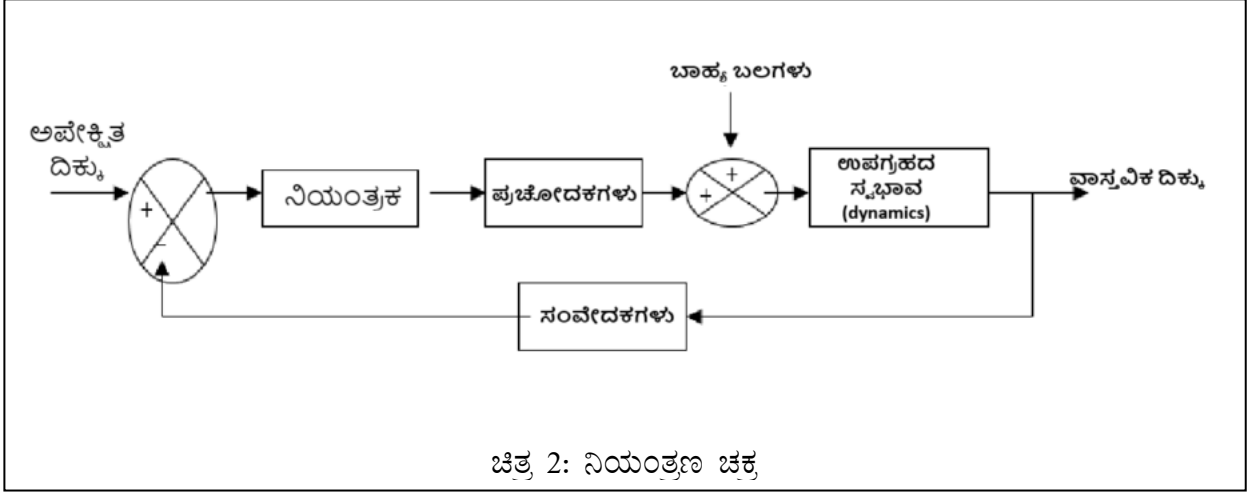 ಬಾಹ್ಯ ಬಲಗಳು
ಅಪೇಕ್ಷಿತ
ದಿಕ್ಕು
+
−
ನಿಯಂತ್ರಕ
ಪ್ರಚೋದಕಗಳು
+
+
ಉಪಗ್ರಹದ
ಸ್ವಭಾವ
(dynamics)
ವಾಸ್ತವಿಕ ದಿಕ್ಕು
ಸಂವೇದಕಗಳು
ಚಿತ್ರ 2: ನಿಯಂತ್ರಣ ಚಕ್ರ